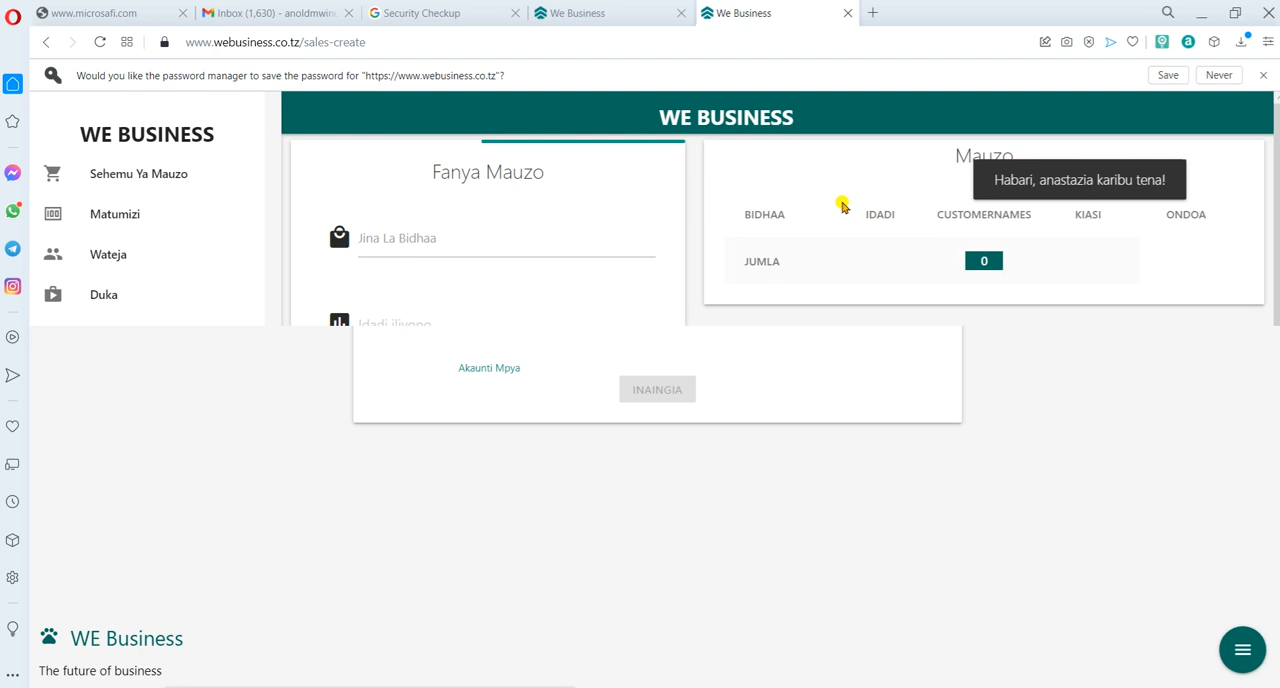 www.microsafi.com
Inbox (1,630) - anoldmwin
Security Checkup
We Business
We Business
www.webusiness.co.tz/sales-create
Would you like the password manager to save the password for "https://www.webusiness.co.tz"?
Save
Never
WE BUSINESS
Sehemu Ya Mauzo
Matumizi
Wateja
Duka
WE BUSINESS
Fanya Mauzo
Jina La Bidhaa
Idadi iliyopo
Mauzo
Habari, anastazia karibu tena!
BIDHAA IDADI CUSTOMERNAMES KIASI ONDOA
JUMLA 0
Akaunti Mpya
INAINGIA
WE Business
The future of business